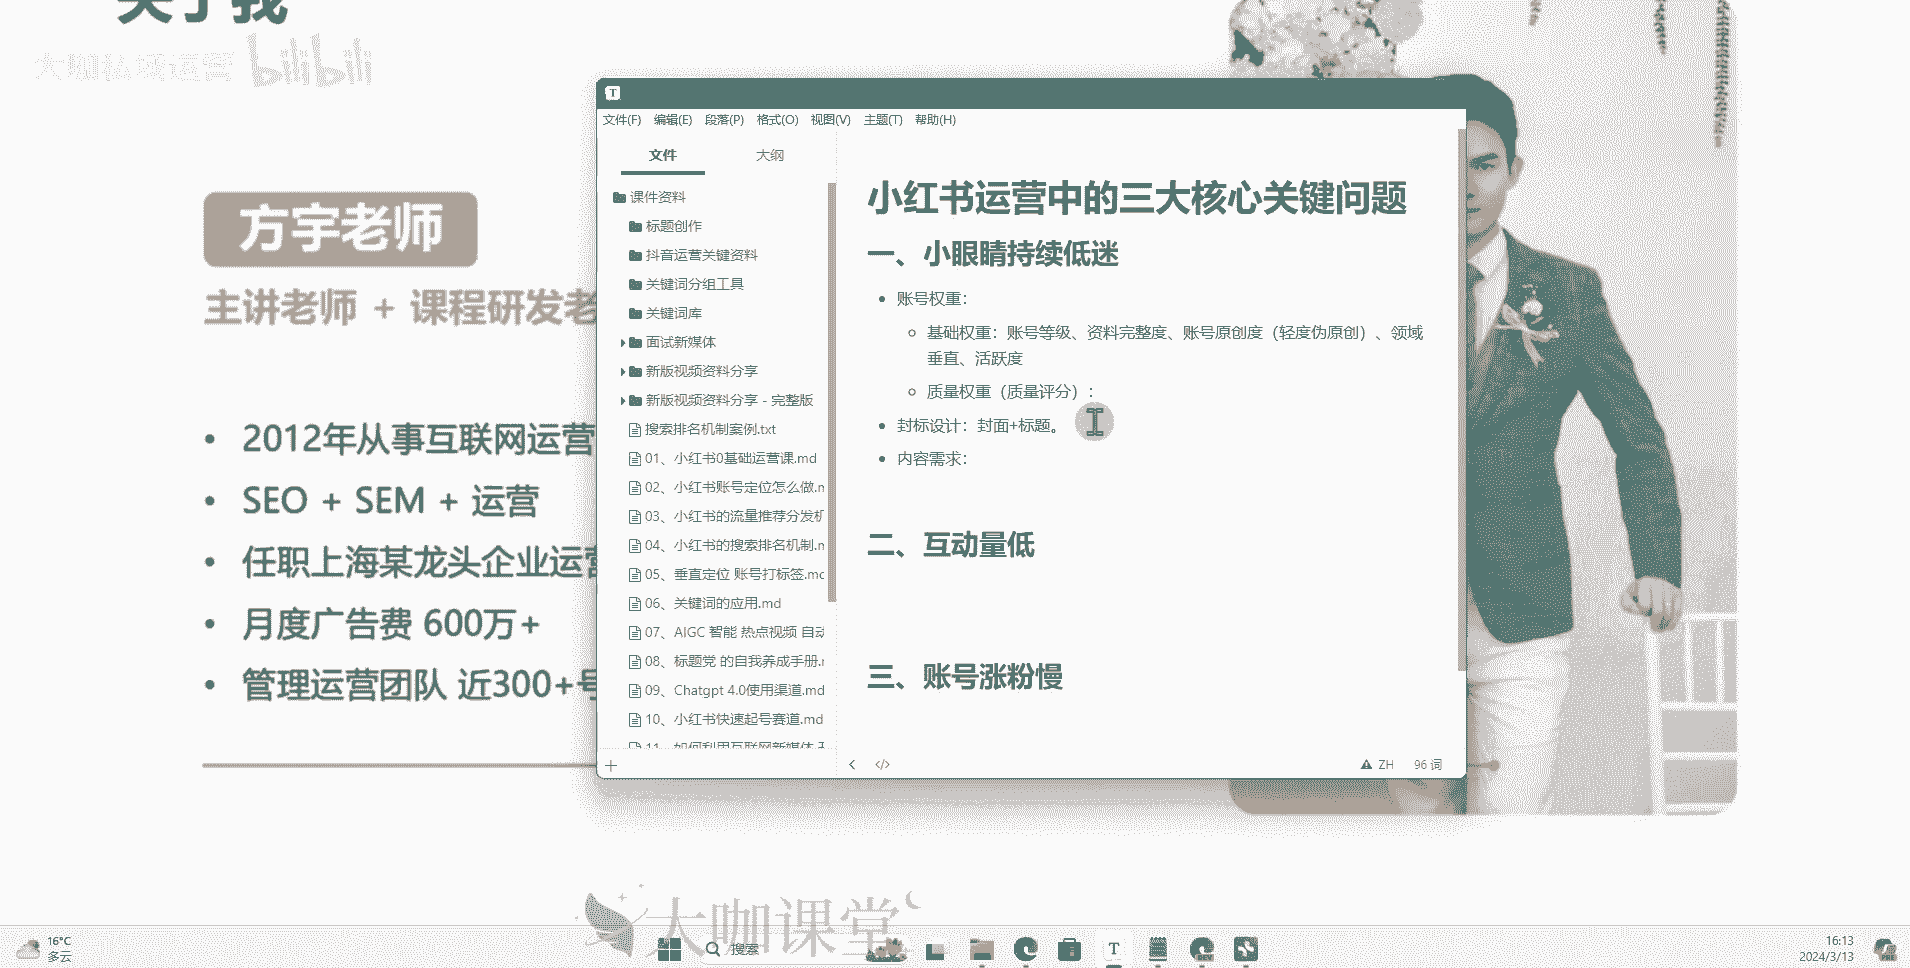 关于我
大咖私域运营 bilibili
方宇老师
主讲老师 + 课程研发老
• 2012年从事互联网运营
• SEO + SEM + 运营
• 任职上海某龙头企业运营
• 月度广告费 600万+
• 管理运营团队 近300+号
T
文件(F) 编辑(E) 段落(P) 格式(O) 视图(V) 主题(T) 帮助(H)
文件 大纲
课件资料
标题创作
抖音运营关键资料
关键词分组工具
关键词库
面试新媒体
新版视频资料分享
新版视频资料分享 - 完整版
搜索排名机制案例.txt
01、小红书0基础运营课.md
02、小红书账号定位怎么做.m
03、小红书的流量推荐分发机
04、小红书的搜索排名机制.m
05、垂直定位 账号打标签.mc
06、关键词的应用.md
07、AIGC 智能 热点视频 自动
08、标题党 的自我养成手册.r
09、Chatgpt 4.0使用渠道.md
10、小红书快速起号赛道.md
11、如何利用互联网新媒体
小红书运营中的三大核心关键问题
一、小眼睛持续低迷
• 账号权重：
基础权重：账号等级、资料完整度、账号原创度（轻度伪原创）、领域
垂直、活跃度
质量权重（质量评分）：
• 封标设计：封面+标题。
• 内容需求：
二、互动量低
三、账号涨粉慢
+ < </> ZH 96 词
大咖课堂
16°C
多云
搜索
T
DEV
16:13
2024/3/13
PRE